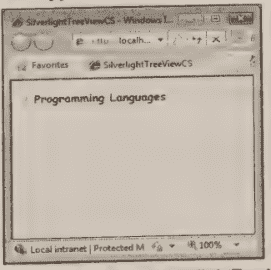 SilverlightTreeViewCS - Windows I
localh...
Favorites SilverlightTreeViewCS
Programming Languages
Local intranet | Protected M 100%